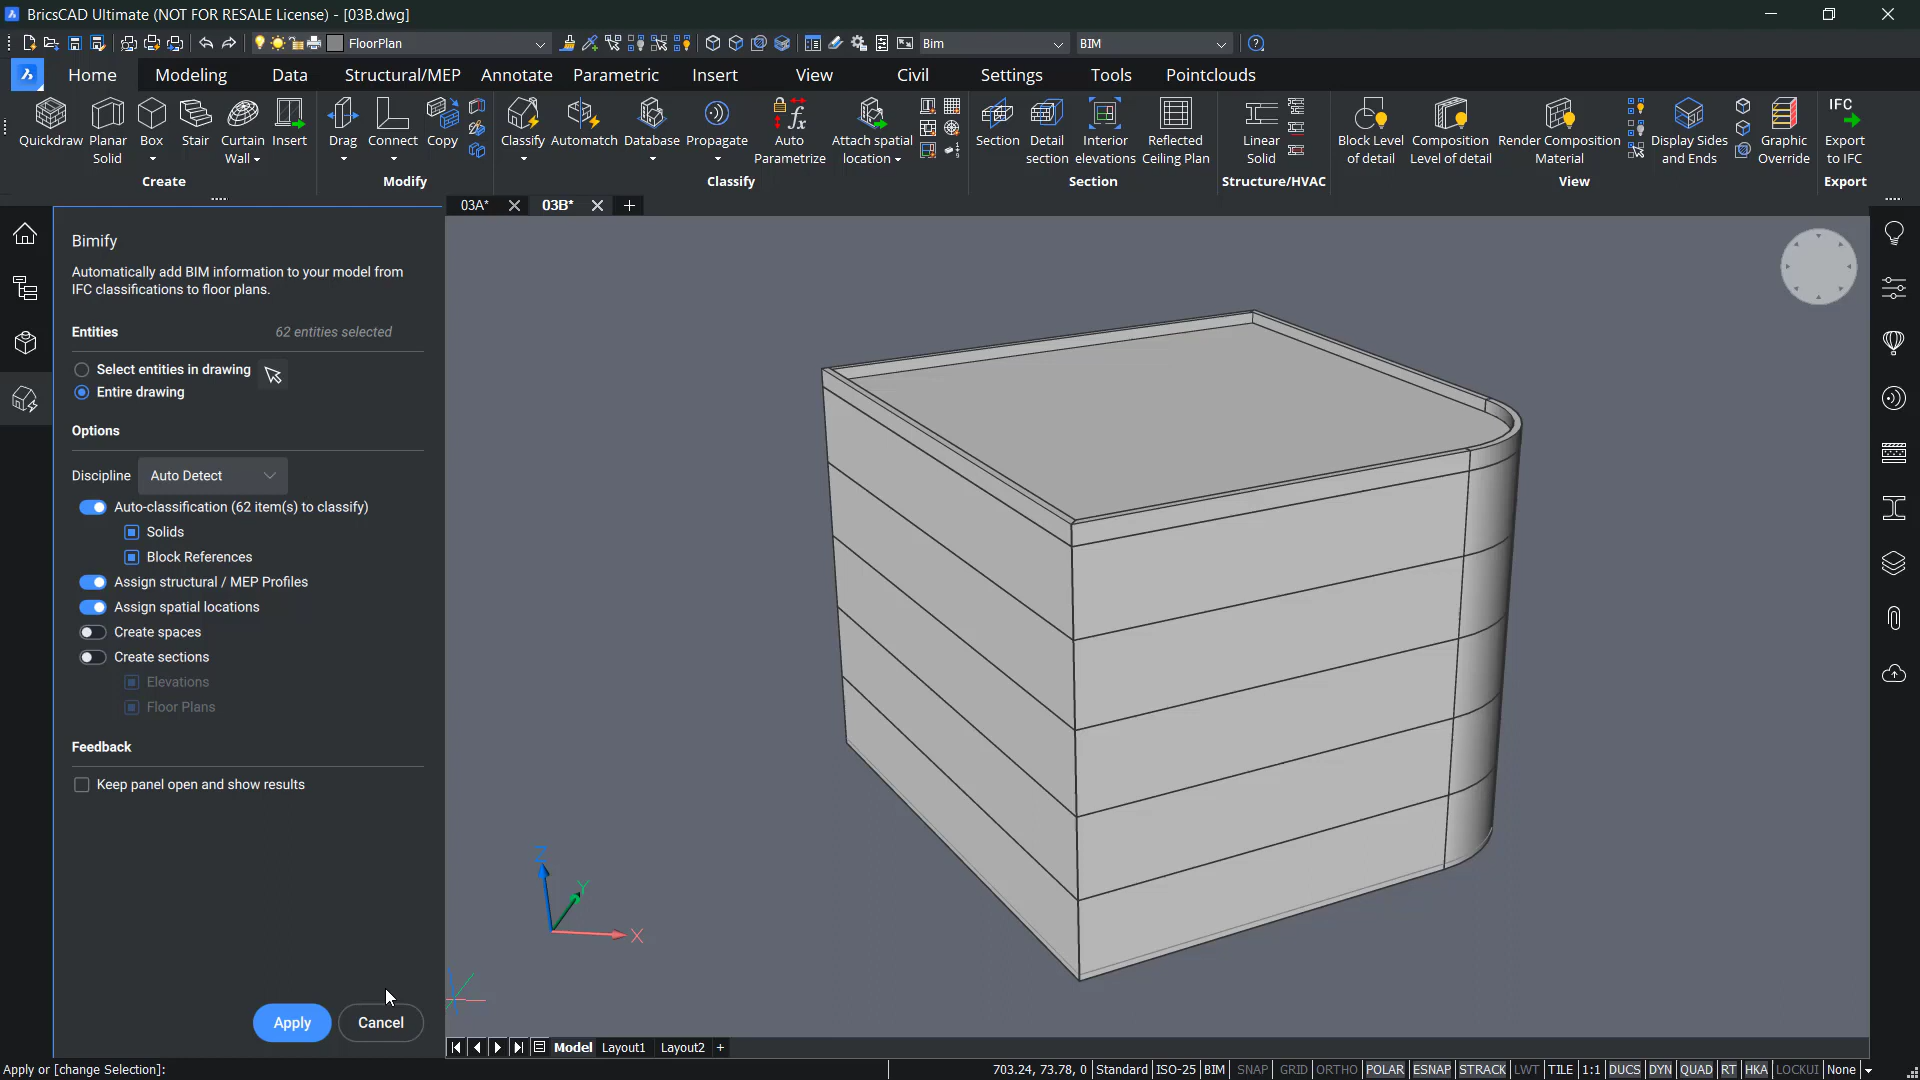 BricsCAD Ultimate (NOT FOR RESALE License) - [03B.dwg]
FloorPlan
Bim
BIM
Home Modeling Data Structural/MEP Annotate Parametric Insert View Civil Settings Tools Pointclouds
Quickdraw Planar Solid Box Stair Curtain Wall Insert
Create
Drag Connect Copy
Modify
Classify Automatch Database Propagate Auto Parametrize Attach spatial location
Classify
Section Detail section Interior elevations Reflected Ceiling Plan
Section
Linear Solid
Structure/HVAC
Block Level of detail Composition Level of detail Render Composition Material Display Sides and Ends Graphic Override
View
IFC
Export to IFC
Export
03A* 03B*
Bimify
Automatically add BIM information to your model from
IFC classifications to floor plans.
Entities 62 entities selected
Select entities in drawing
Entire drawing
Options
Discipline Auto Detect
Auto-classification (62 item(s) to classify)
Solids
Block References
Assign structural / MEP Profiles
Assign spatial locations
Create spaces
Create sections
Elevations
Floor Plans
Feedback
Keep panel open and show results
Apply Cancel
Z
Y
X
Model Layout1 Layout2 +
Apply or [change Selection]:
703.24, 73.78, 0 Standard ISO-25 BIM SNAP GRID ORTHO POLAR ESNAP STRACK LWT TILE 1:1 DUCS DYN QUAD RT HKA LOCKUI None